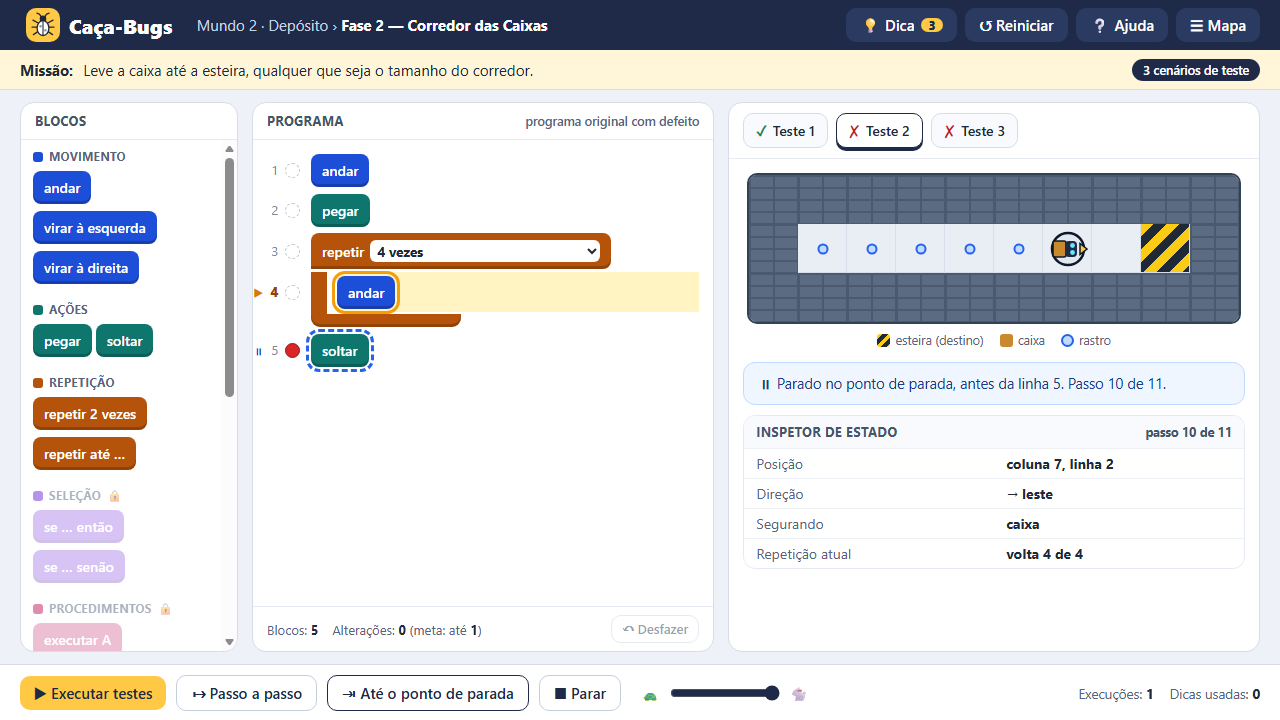 Caça-Bugs
Mundo 2 · Depósito › Fase 2 — Corredor das Caixas
Dica 3
Reiniciar
Ajuda
Mapa
Missão: Leve a caixa até a esteira, qualquer que seja o tamanho do corredor.
3 cenários de teste
BLOCOS
MOVIMENTO
andar
virar à esquerda
virar à direita
AÇÕES
pegar
soltar
REPETIÇÃO
repetir 2 vezes
repetir até ...
SELEÇÃO
se ... então
se ... senão
PROCEDIMENTOS
executar A
PROGRAMA
programa original com defeito
1 andar
2 pegar
3 repetir 4 vezes
4 andar
5 soltar
Blocos: 5 Alterações: 0 (meta: até 1)
Desfazer
Teste 1
Teste 2
Teste 3
esteira (destino) caixa rastro
Parado no ponto de parada, antes da linha 5. Passo 10 de 11.
INSPETOR DE ESTADO
passo 10 de 11
Posição coluna 7, linha 2
Direção → leste
Segurando caixa
Repetição atual volta 4 de 4
Executar testes
Passo a passo
Até o ponto de parada
Parar
Execuções: 1 Dicas usadas: 0